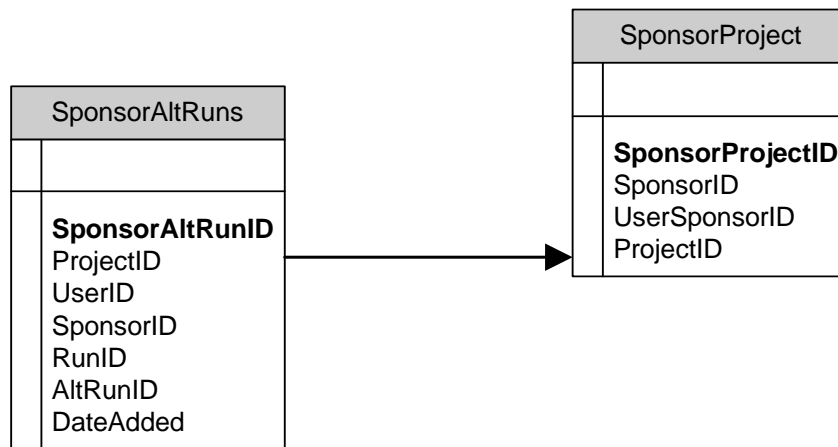 SponsorProject
SponsorProjectID
SponsorID
UserSponsorID
ProjectID
SponsorAltRuns
SponsorAltRunID
ProjectID
UserID
SponsorID
RunID
AltRunID
DateAdded